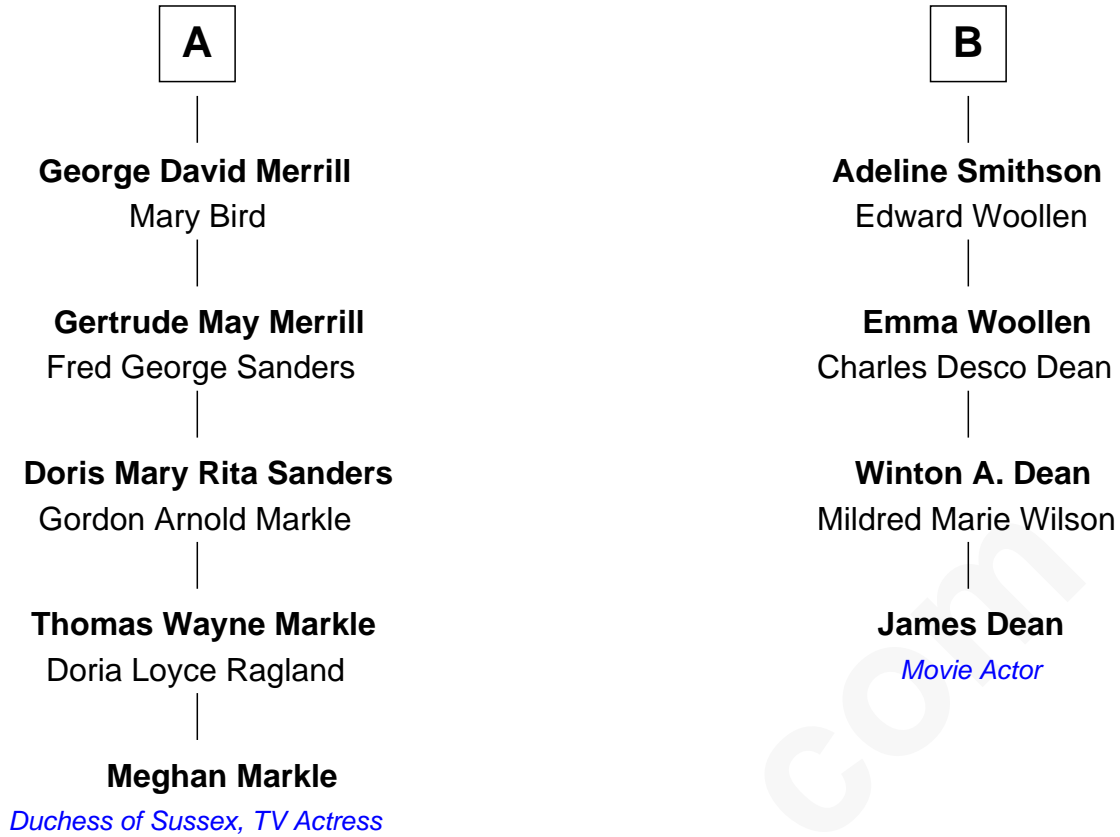 A
George David Merrill
Mary Bird
Gertrude May Merrill
Fred George Sanders
Doris Mary Rita Sanders
Gordon Arnold Markle
Thomas Wayne Markle
Doria Loyce Ragland
Meghan Markle
Duchess of Sussex, TV Actress
B
Adeline Smithson
Edward Woollen
Emma Woollen
Charles Desco Dean
Winton A. Dean
Mildred Marie Wilson
James Dean
Movie Actor
com